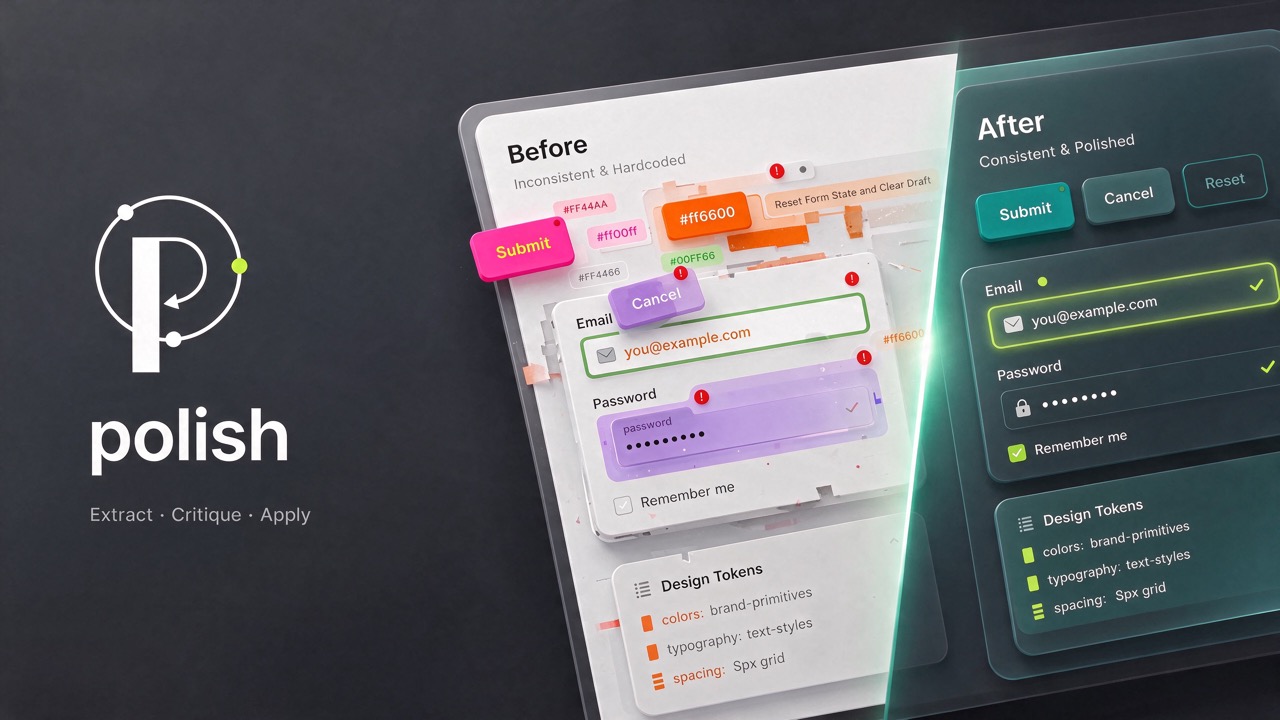 polish
Extract · Critique · Apply
Before
Inconsistent & Hardcoded
#FF44AA
#ff6600
Reset Form State and Clear Draft
Submit
#ff00ff
#00FF66
#FF4466
Cancel
Email
you@example.com
#ff6600
Password
password
Remember me
Design Tokens
colors: brand-primitives
typography: text-styles
spacing: Spx grid
After
Consistent & Polished
Submit
Cancel
Reset
Email
you@example.com
Password
Remember me
Design Tokens
colors: brand-primitives
typography: text-styles
spacing: Spx grid